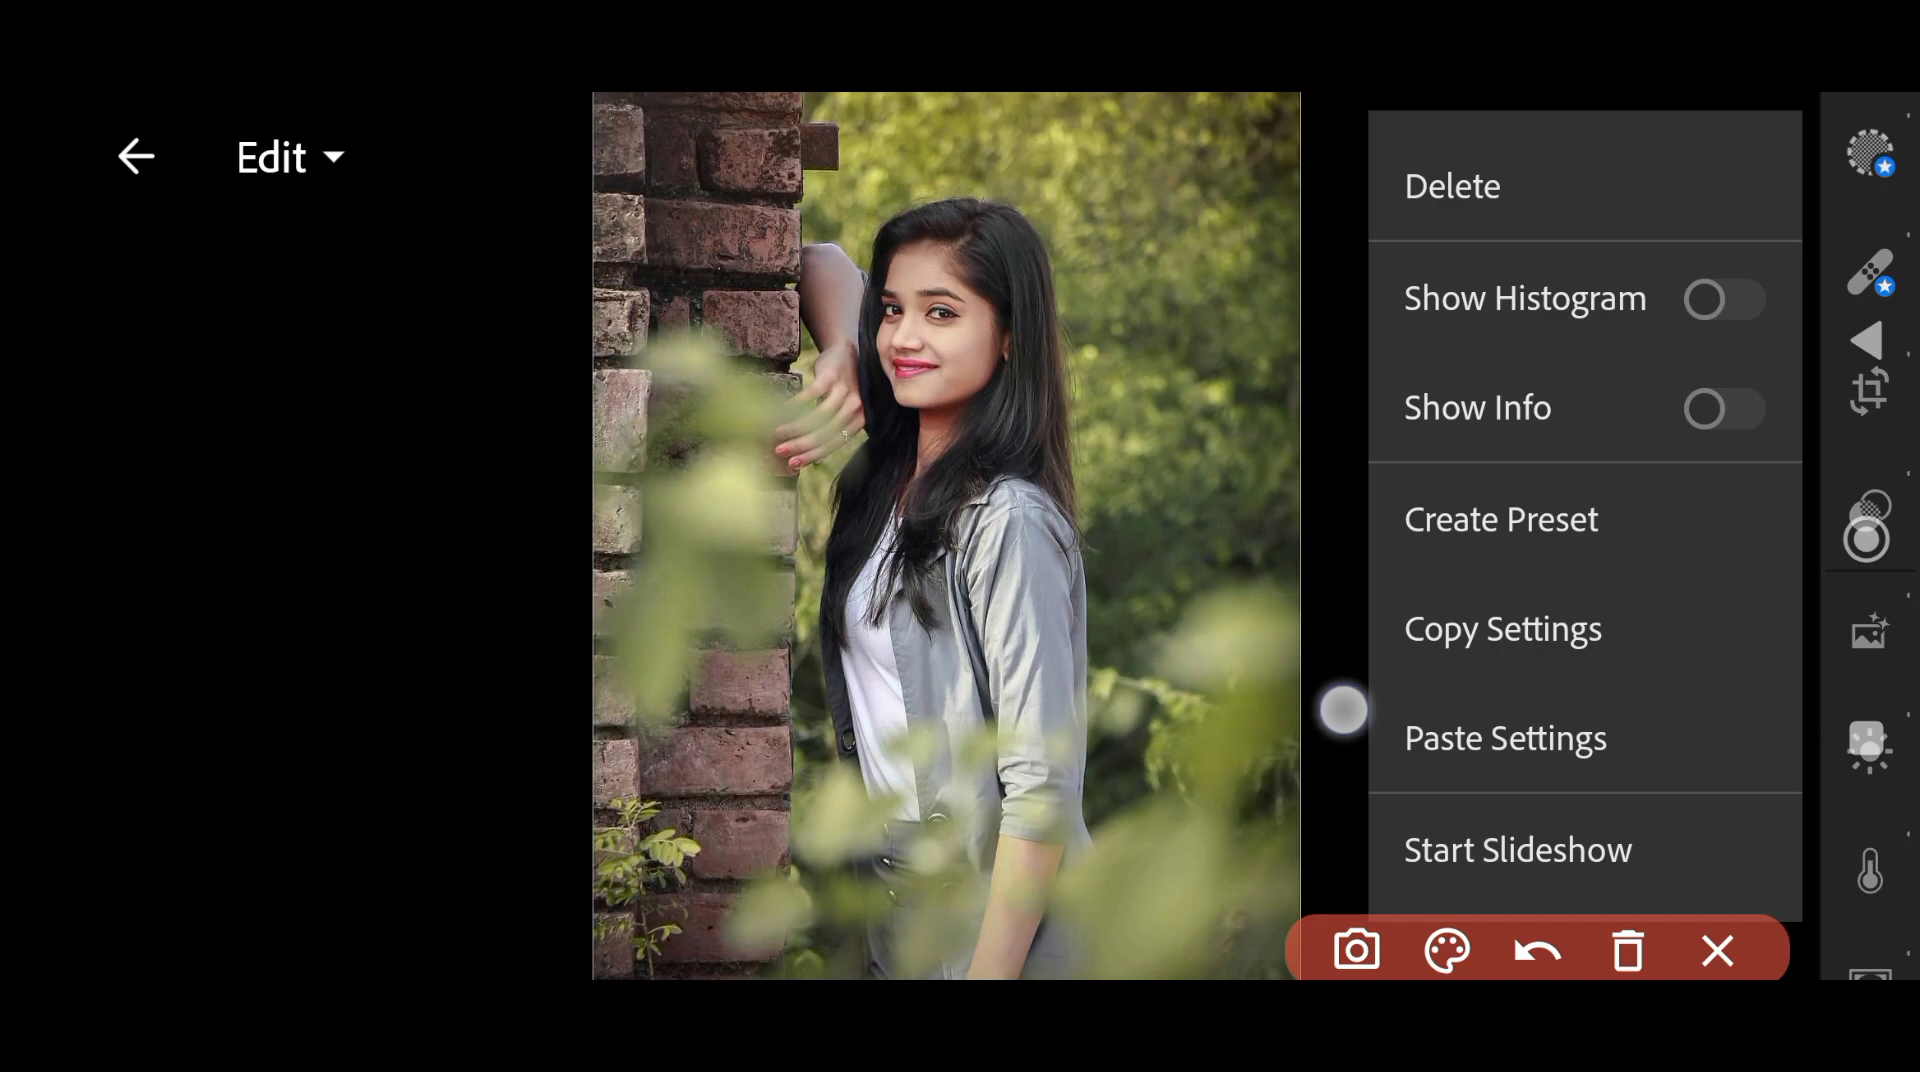 Edit
Delete
Show Histogram
Show Info
Create Preset
Copy Settings
Paste Settings
Start Slideshow